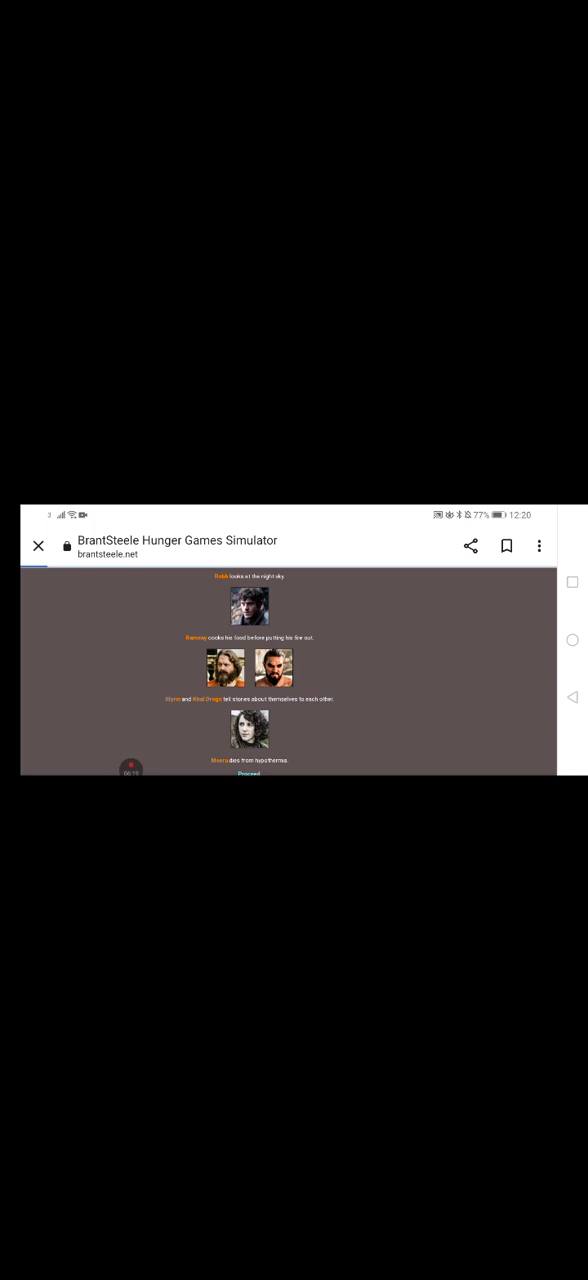 3
77% 12:20
BrantSteele Hunger Games Simulator
brantsteele.net
Robb looks at the night sky.
Ramsay cooks his food before putting his fire out.
and Khal Drogo tell stories about themselves to each other.
Meera dies from hypothermia.
Proceed
06:19